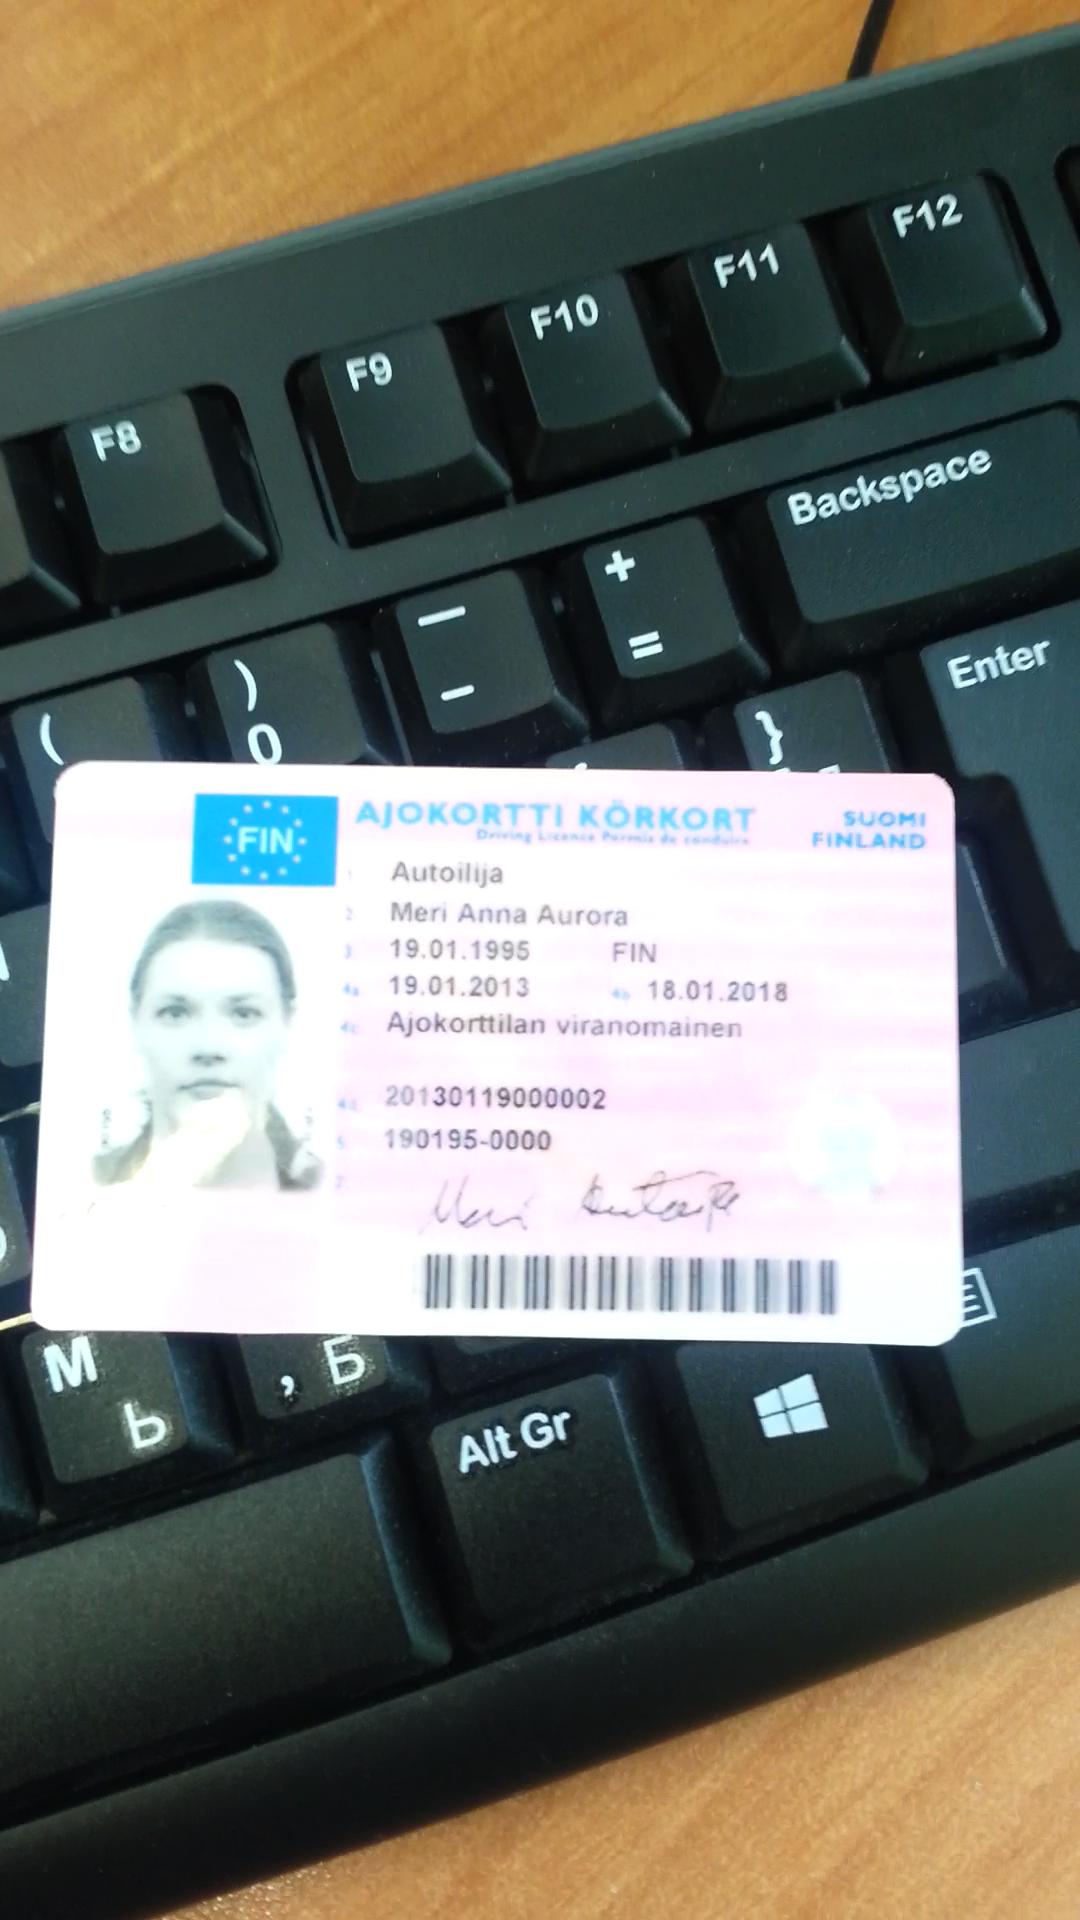 F12
F11
F10
F9
F8
Backspace
+
=
—
-
Enter
)
0
(
}
FIN
AJOKORTTI KÖRKORT
Driving Licence Permis de conduire
SUOMI
FINLAND
1 Autoilija
2 Meri Anna Aurora
3 19.01.1995 FIN
4a 19.01.2013 4b 18.01.2018
4c Ajokorttilan viranomainen
4d 20130119000002
5 190195-0000
7 Meri Autoilija
M
Ь
, Б
Alt Gr